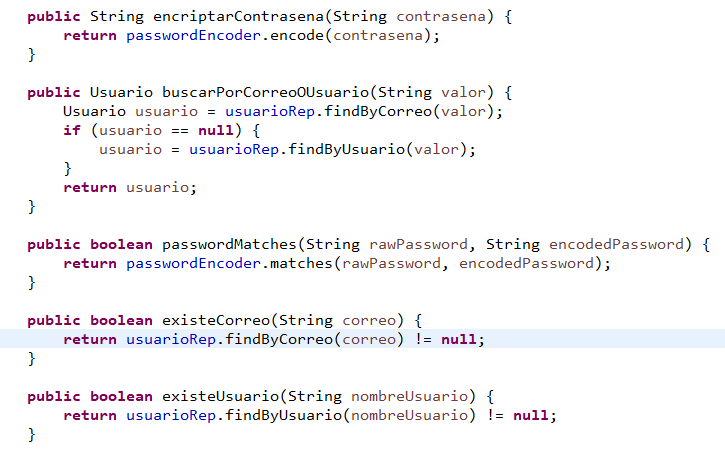 public String encriptarContrasena(String contrasena) {
    return passwordEncoder.encode(contrasena);
}

public Usuario buscarPorCorreoOUsuario(String valor) {
    Usuario usuario = usuarioRep.findByCorreo(valor);
    if (usuario == null) {
        usuario = usuarioRep.findByUsuario(valor);
    }
    return usuario;
}

public boolean passwordMatches(String rawPassword, String encodedPassword) {
    return passwordEncoder.matches(rawPassword, encodedPassword);
}

public boolean existeCorreo(String correo) {
    return usuarioRep.findByCorreo(correo) != null;
}

public boolean existeUsuario(String nombreUsuario) {
    return usuarioRep.findByUsuario(nombreUsuario) != null;
}